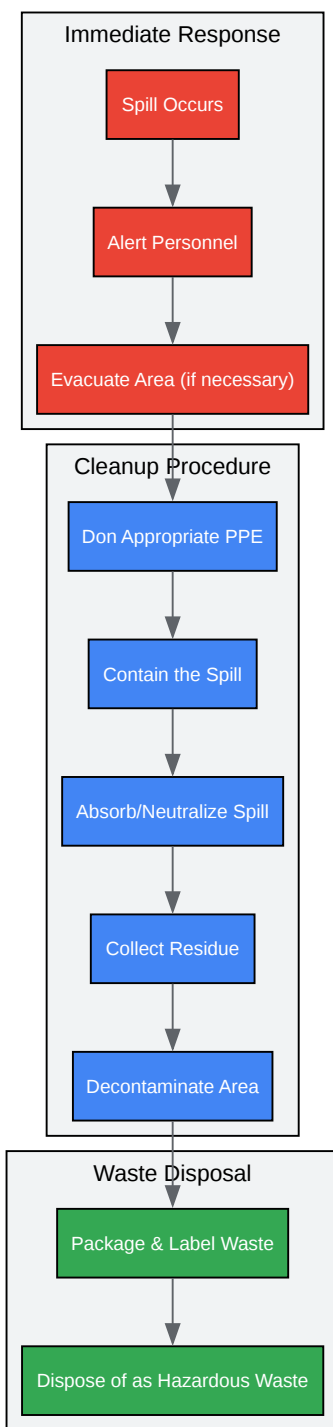 Immediate Response
Spill Occurs
Alert Personnel
Evacuate Area (if necessary)
Cleanup Procedure
Don Appropriate PPE
Contain the Spill
Absorb/Neutralize Spill
Collect Residue
Decontaminate Area
Waste Disposal
Package & Label Waste
Dispose of as Hazardous Waste